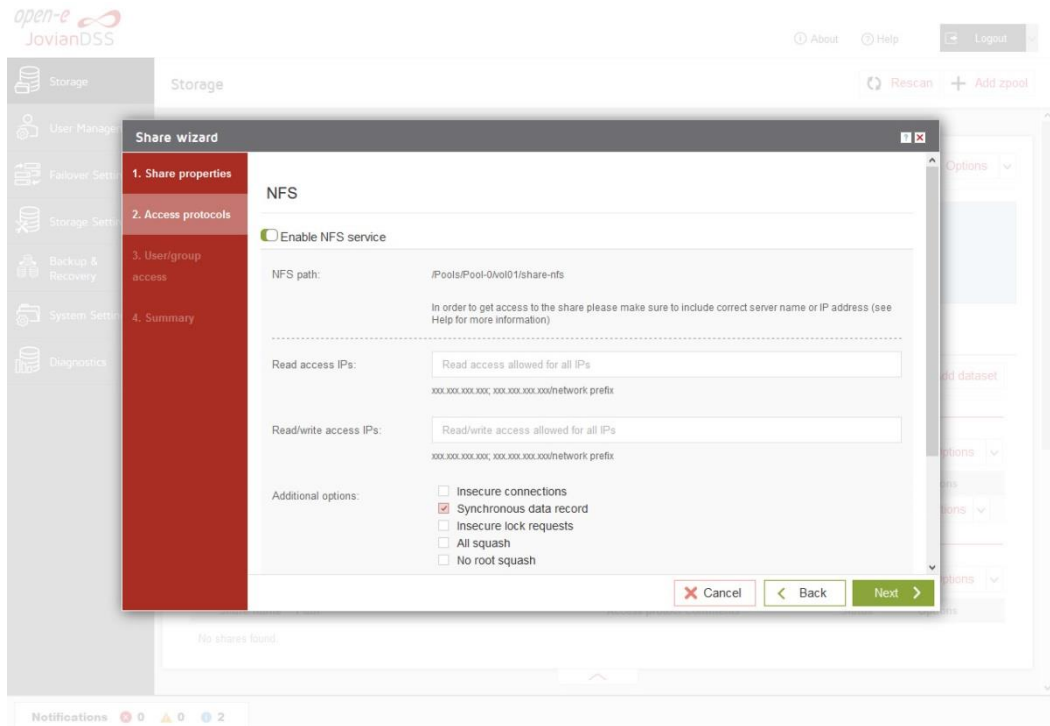 open-e
JovianDSS
About
Help
Logout
Storage
Storage
Rescan
Add zpool
User Manage
Share wizard
Failover Setti
1. Share properties
Options
NFS
2. Access protocols
Storage Settin
Enable NFS service
Backup &
Recovery
3. User/group
access
NFS path: /Pools/Pool-0/vol01/share-nfs
In order to get access to the share please make sure to include correct server name or IP address (see
Help for more information)
System Settin
4. Summary
Diagnostics
Read access IPs: Read access allowed for all IPs
dd dataset
xxx.xxx.xxx.xxx; xxx.xxx.xxx.xxx/network prefix
Read/write access IPs: Read/write access allowed for all IPs
ptions
xxx.xxx.xxx.xxx; xxx.xxx.xxx.xxx/network prefix
Additional options: Insecure connections
Synchronous data record
Insecure lock requests
All squash
No root squash
Cancel
Back
Next
No shares found.
Notifications 0 0 2